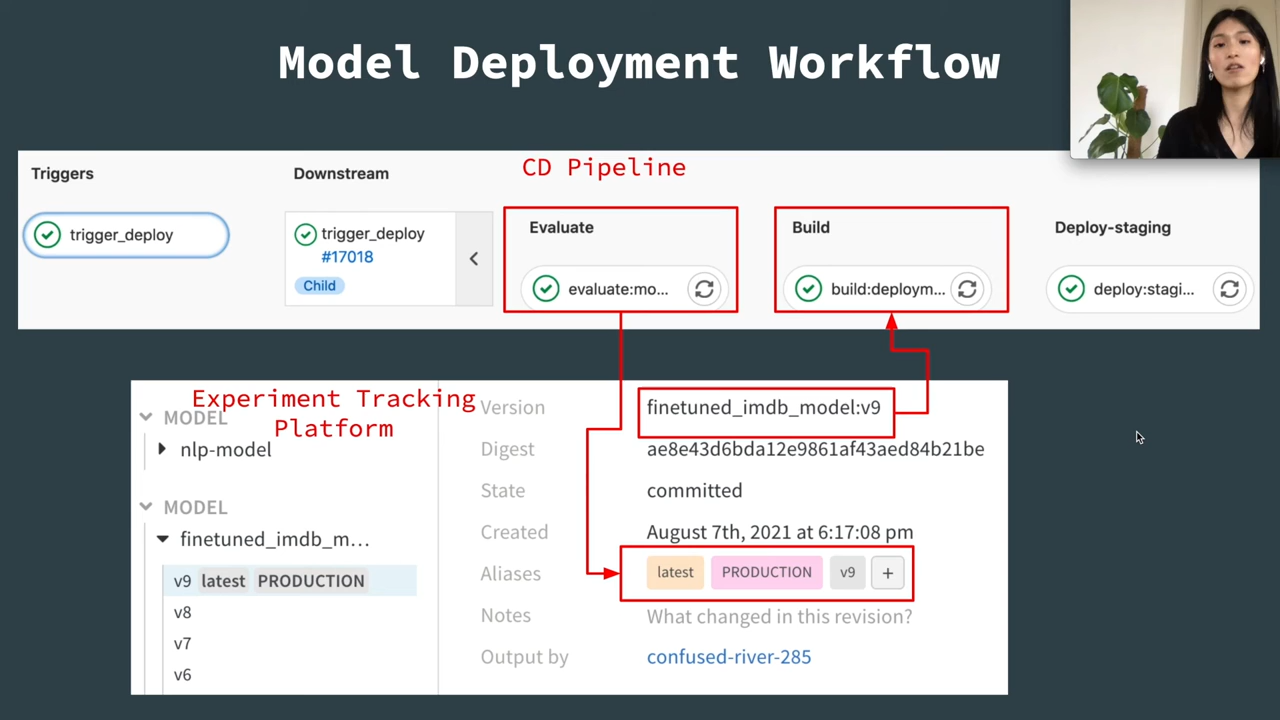 Model Deployment Workflow
CD Pipeline
Triggers
Downstream
trigger_deploy
trigger_deploy
#17018
Child
Evaluate
evaluate:mo...
Build
build:deploym...
Deploy-staging
deploy:stagi...
Experiment Tracking
Platform
MODEL
nlp-model
MODEL
finetuned_imdb_m...
v9 latest PRODUCTION
v8
v7
v6
Version finetuned_imdb_model:v9
Digest ae8e43d6bda12e9861af43aed84b21be
State committed
Created August 7th, 2021 at 6:17:08 pm
Aliases latest PRODUCTION v9 +
Notes What changed in this revision?
Output by confused-river-285